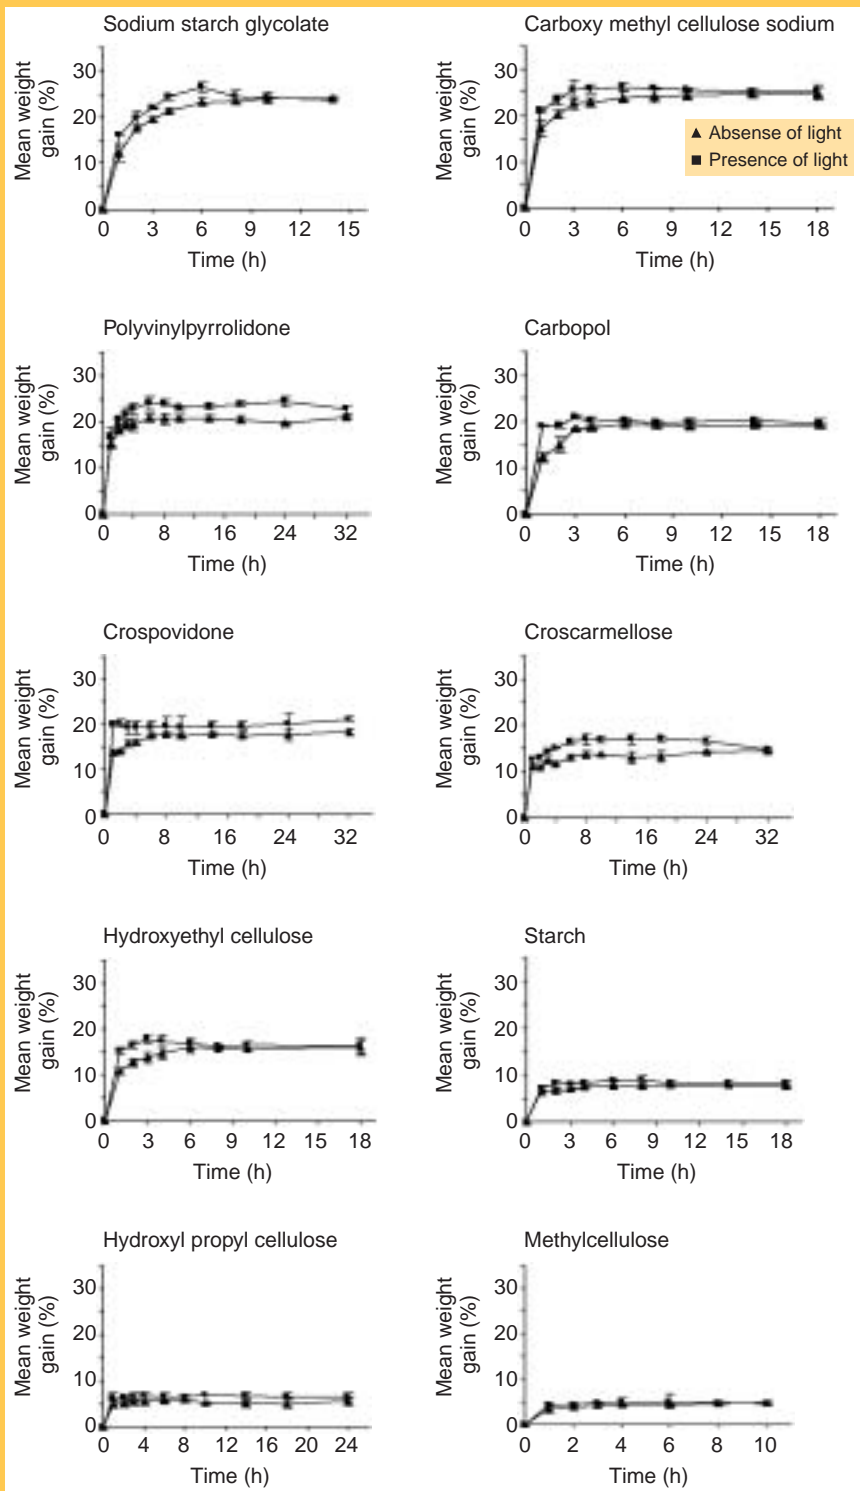 Sodium starch glycolate
Mean weight
gain (%)
30
20
10
0
0 3 6 9 12 15
Time (h)
Carboxy methyl cellulose sodium
Mean weight
gain (%)
30
20
10
0
▲ Absense of light
■ Presence of light
0 3 6 9 12 15 18
Time (h)
Polyvinylpyrrolidone
Mean weight
gain (%)
30
20
10
0
0 8 16 24 32
Time (h)
Carbopol
Mean weight
gain (%)
30
20
10
0
0 3 6 9 12 15 18
Time (h)
Crospovidone
Mean weight
gain (%)
30
20
10
0
0 8 16 24 32
Time (h)
Croscarmellose
Mean weight
gain (%)
30
20
10
0
0 8 16 24 32
Time (h)
Hydroxyethyl cellulose
Mean weight
gain (%)
30
20
10
0
0 3 6 9 12 15 18
Time (h)
Starch
Mean weight
gain (%)
30
20
10
0
0 3 6 9 12 15 18
Time (h)
Hydroxyl propyl cellulose
Mean weight
gain (%)
30
20
10
0
0 4 8 12 16 20 24
Time (h)
Methylcellulose
Mean weight
gain (%)
30
20
10
0
0 2 4 6 8 10
Time (h)